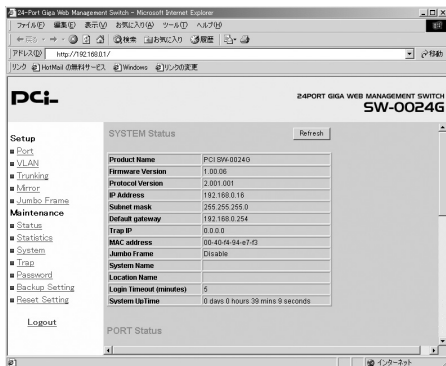 24-Port Giga Web Management Switch - Microsoft Internet Explorer
ファイル(F) 編集(E) 表示(V) お気に入り(A) ツール(T) ヘルプ(H)
戻る 検索 お気に入り 履歴
アドレス(D) http://192.168.0.1/ 移動
リンク HotMail の無料サービス Windows リンクの変更
PCi
24PORT GIGA WEB MANAGEMENT SWITCH
SW-0024G
Setup
Port
VLAN
Trunking
Mirror
Jumbo Frame
Maintenance
Status
Statistics
System
Trap
Password
Backup Setting
Reset Setting
Logout
SYSTEM Status Refresh
Product Name PCI SW-0024G
Firmware Version 1.00.06
Protocol Version 2.001.001
IP Address 192.168.0.16
Subnet mask 255.255.255.0
Default gateway 192.168.0.254
Trap IP 0.0.0.0
MAC address 00-40-f4-94-e7-f3
Jumbo Frame Disable
System Name
Location Name
Login Timeout (minutes) 5
System UpTime 0 days 0 hours 39 mins 9 seconds
PORT Status
インターネット